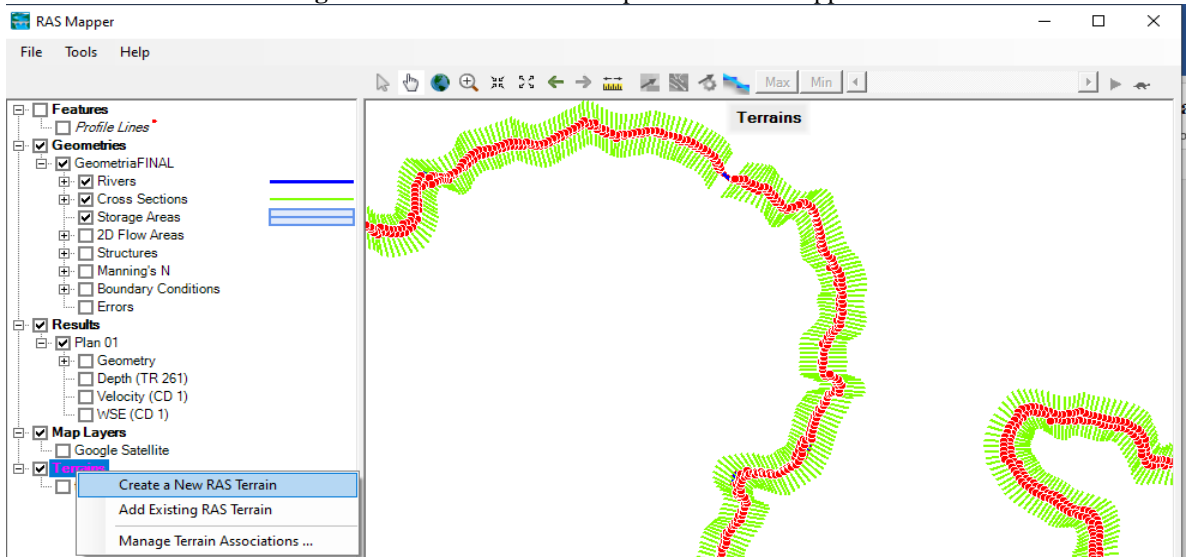 RAS Mapper
File Tools Help
Max Min
Features
Profile Lines
Geometries
GeometriaFINAL
Rivers
Cross Sections
Storage Areas
2D Flow Areas
Structures
Manning's N
Boundary Conditions
Errors
Results
Plan 01
Geometry
Depth (TR 261)
Velocity (CD 1)
WSE (CD 1)
Map Layers
Google Satellite
Terrains
Create a New RAS Terrain
Add Existing RAS Terrain
Manage Terrain Associations ...
Terrains